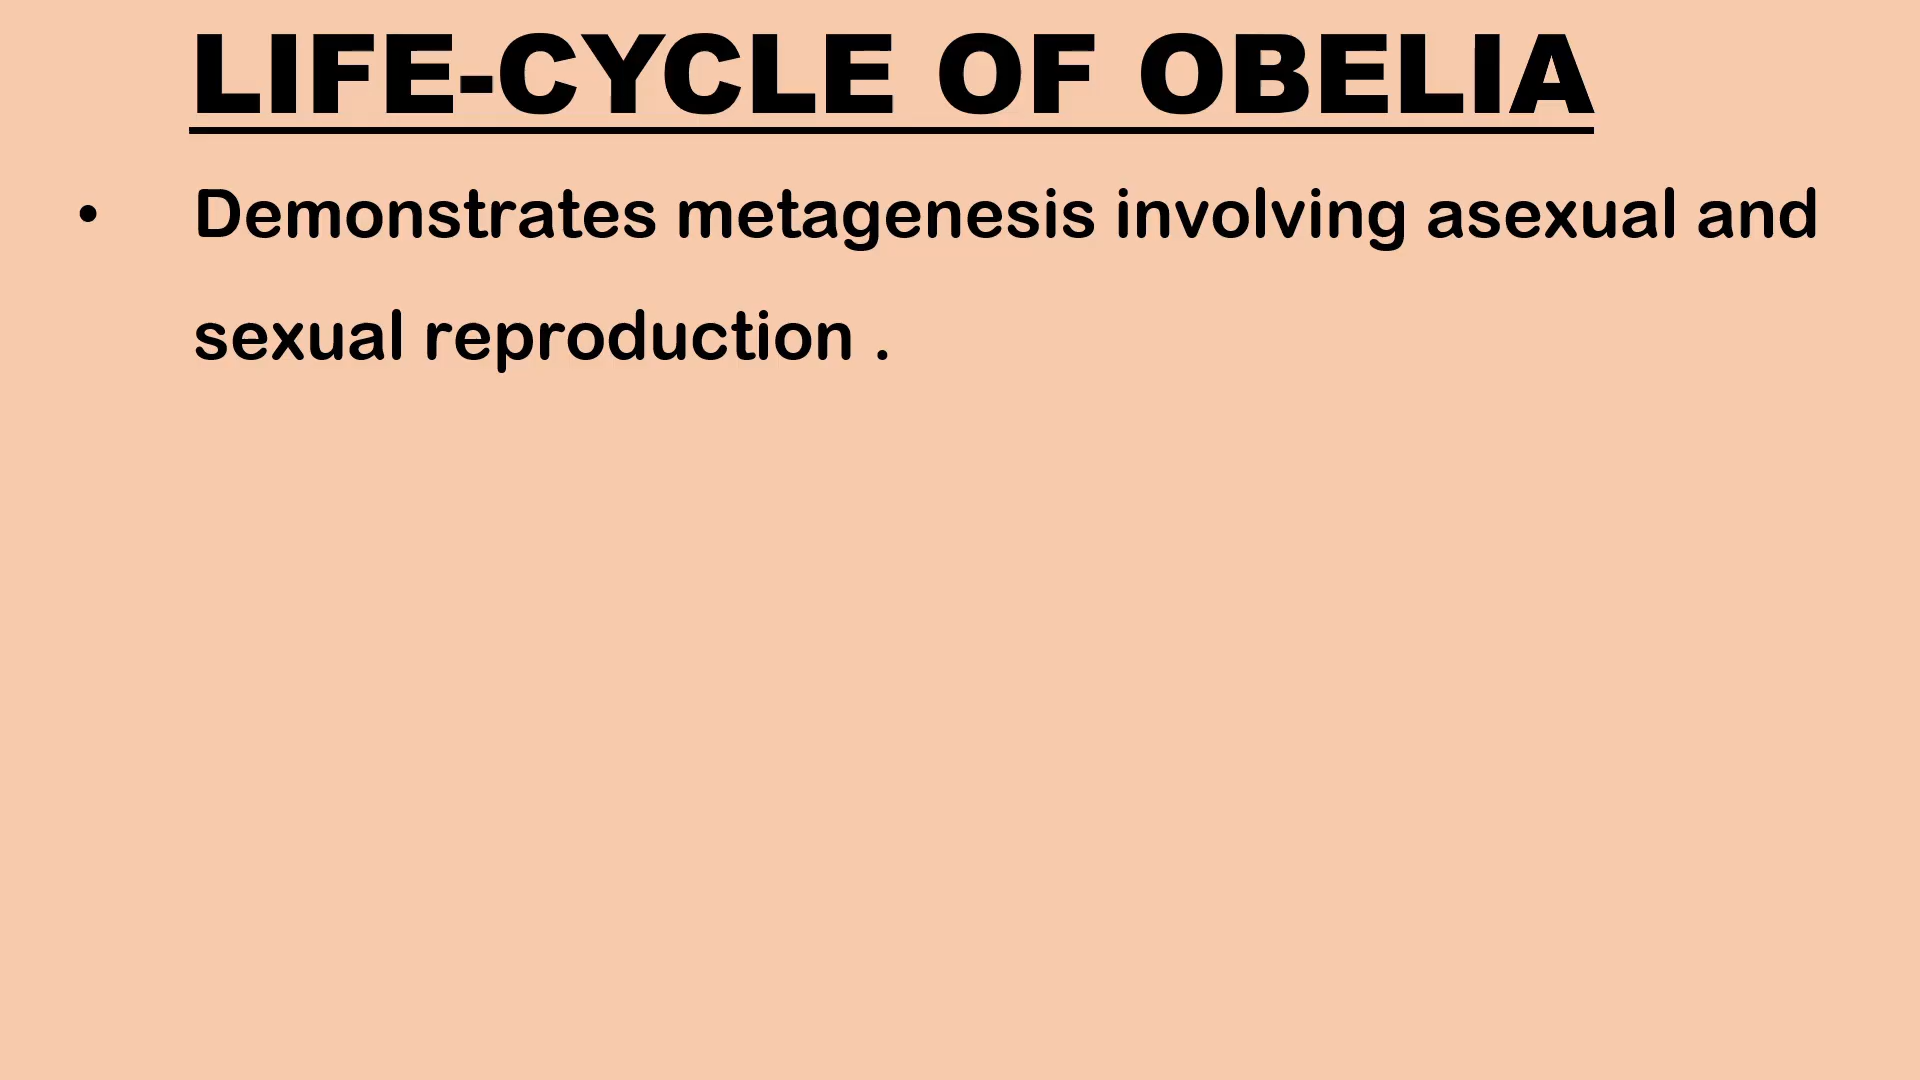 LIFE-CYCLE OF OBELIA
• Demonstrates metagenesis involving asexual and
sexual reproduction .